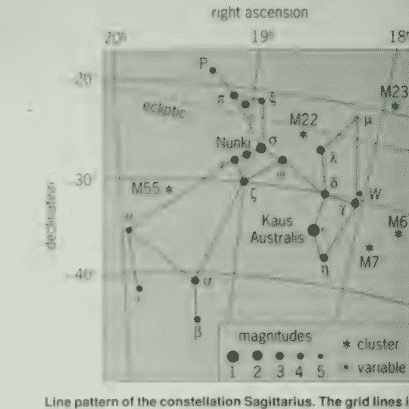 right ascension
20h 19h 18h
ρ
-20
M23
π ξ
ecliptic
M22
μ
Nunki σ
λ
-30
M55
ζ
δ
W
γ
Kaus
Australis
M6
M7
η
declination
-40
α
ι
β
magnitudes
1 2 3 4 5
* cluster
• variable
Line pattern of the constellation Sagittarius. The grid lines i